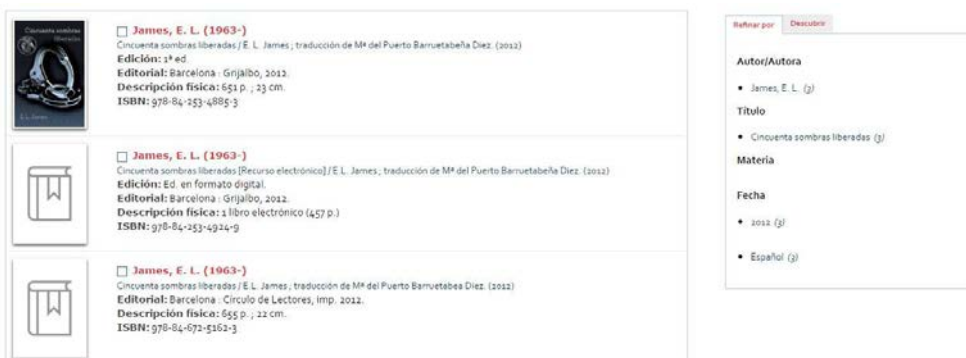 Cincuenta sombras
liberadas
E.L. James
James, E. L. (1963-)
Cincuenta sombras liberadas / E. L. James ; traducción de Mª del Puerto Barruetabeña Diez. (2012)
Edición: 1ª ed.
Editorial: Barcelona : Grijalbo, 2012.
Descripción física: 651 p. ; 23 cm.
ISBN: 978-84-253-4885-3
James, E. L. (1963-)
Cincuenta sombras liberadas [Recurso electrónico] / E. L. James ; traducción de Mª del Puerto Barruetabeña Diez. (2012)
Edición: Ed. en formato digital.
Editorial: Barcelona : Grijalbo, 2012.
Descripción física: 1 libro electrónico (457 p.)
ISBN: 978-84-253-4924-9
James, E. L. (1963-)
Cincuenta sombras liberadas / E. L. James ; traducción de Mª del Puerto Barruetabea Diez. (2012)
Editorial: Barcelona : Círculo de Lectores, imp. 2012.
Descripción física: 655 p. ; 22 cm.
ISBN: 978-84-672-5162-3
Refinar por
Descubrir
Autor/Autora
James, E. L. (3)
Título
Cincuenta sombras liberadas (3)
Materia
Fecha
2012 (3)
Español (3)